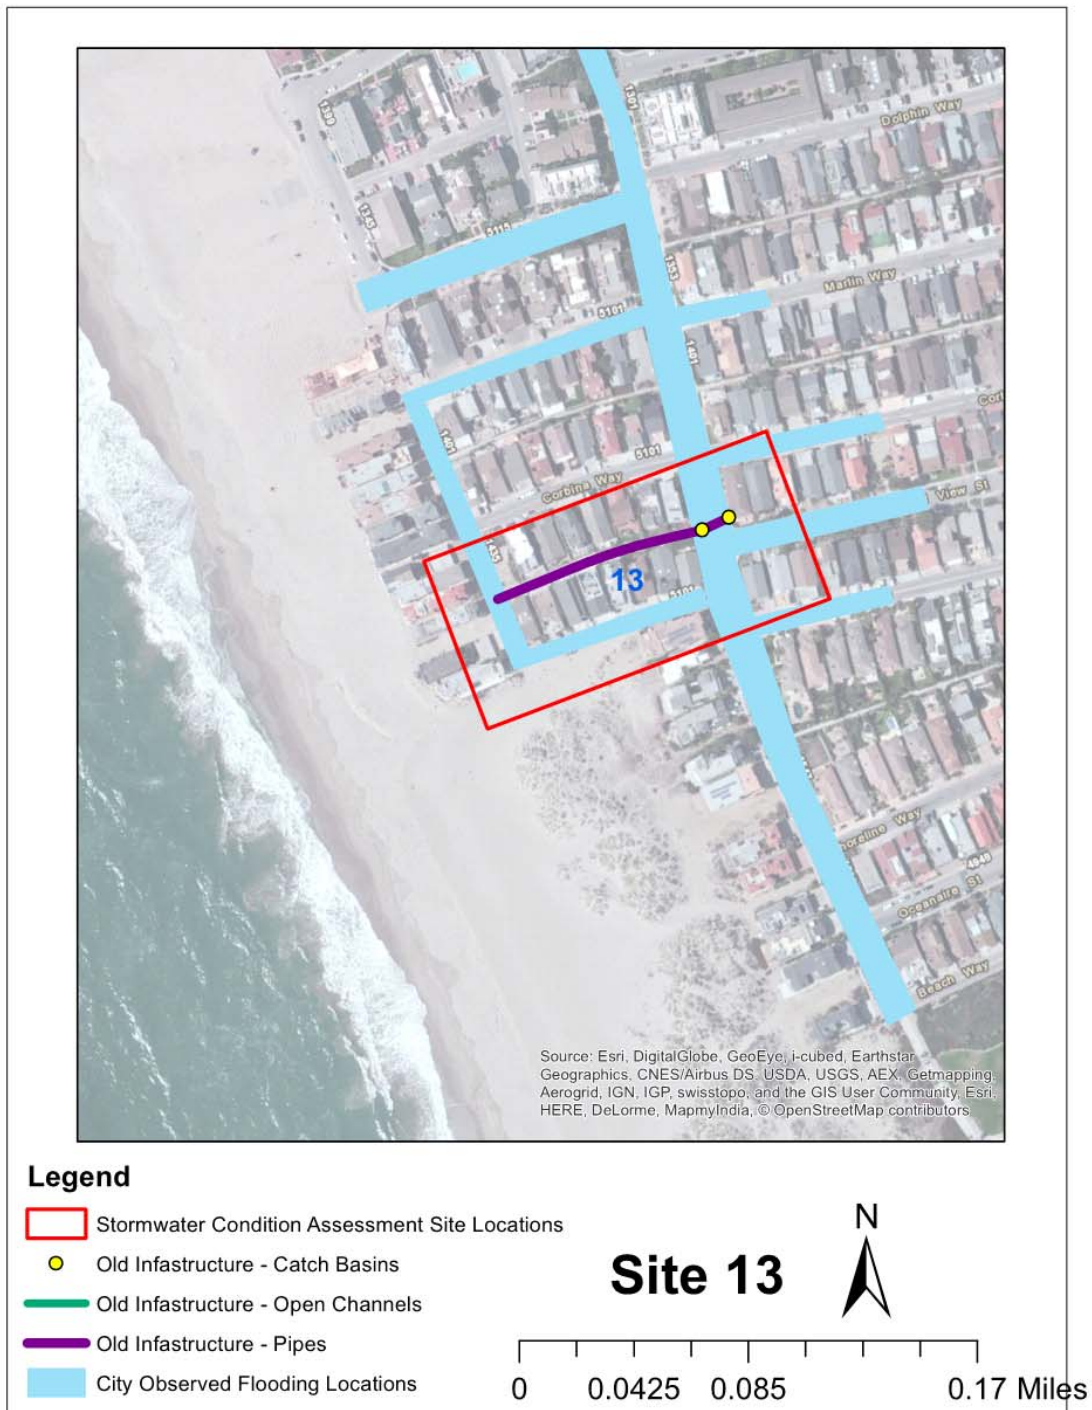 1301
Dolphin Way
1399
1345
5115
1353
Marlin Way
5101
1401
1401
5101
Corbina Way
View St
1435
13
5101
horeline Way
4949
Oceanaire St
Beach Way
Source: Esri, DigitalGlobe, GeoEye, i-cubed, Earthstar
Geographics, CNES/Airbus DS, USDA, USGS, AEX, Getmapping,
Aerogrid, IGN, IGP, swisstopo, and the GIS User Community, Esri,
HERE, DeLorme, MapmyIndia, © OpenStreetMap contributors
Legend
Stormwater Condition Assessment Site Locations
Old Infastructure - Catch Basins
Old Infastructure - Open Channels
Old Infastructure - Pipes
City Observed Flooding Locations
Site 13
N
0 0.0425 0.085 0.17 Miles